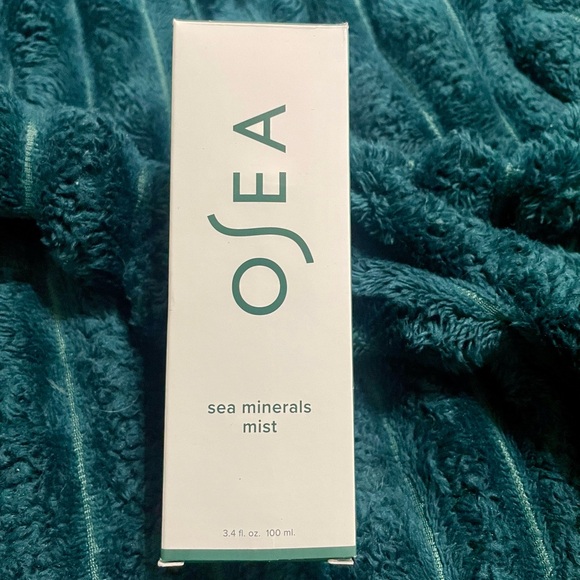 OSEA
sea minerals
mist
3.4 fl. oz. 100 ml.